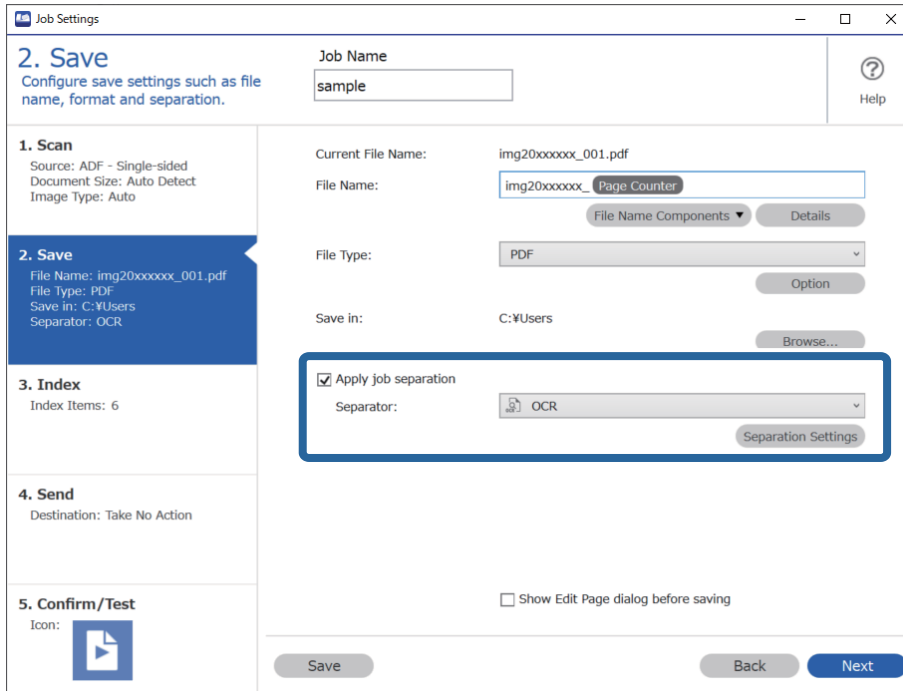 Job Settings
2. Save
Configure save settings such as file
name, format and separation.
Job Name
sample
Help
1. Scan
Source: ADF - Single-sided
Document Size: Auto Detect
Image Type: Auto
2. Save
File Name: img20xxxxxx_001.pdf
File Type: PDF
Save in: C:¥Users
Separator: OCR
3. Index
Index Items: 6
4. Send
Destination: Take No Action
5. Confirm/Test
Icon:
Current File Name: img20xxxxxx_001.pdf
File Name: img20xxxxxx_ Page Counter
File Name Components ▼ Details
File Type: PDF
Option
Save in: C:¥Users
Browse...
Apply job separation
Separator: OCR
Separation Settings
Show Edit Page dialog before saving
Save Back Next